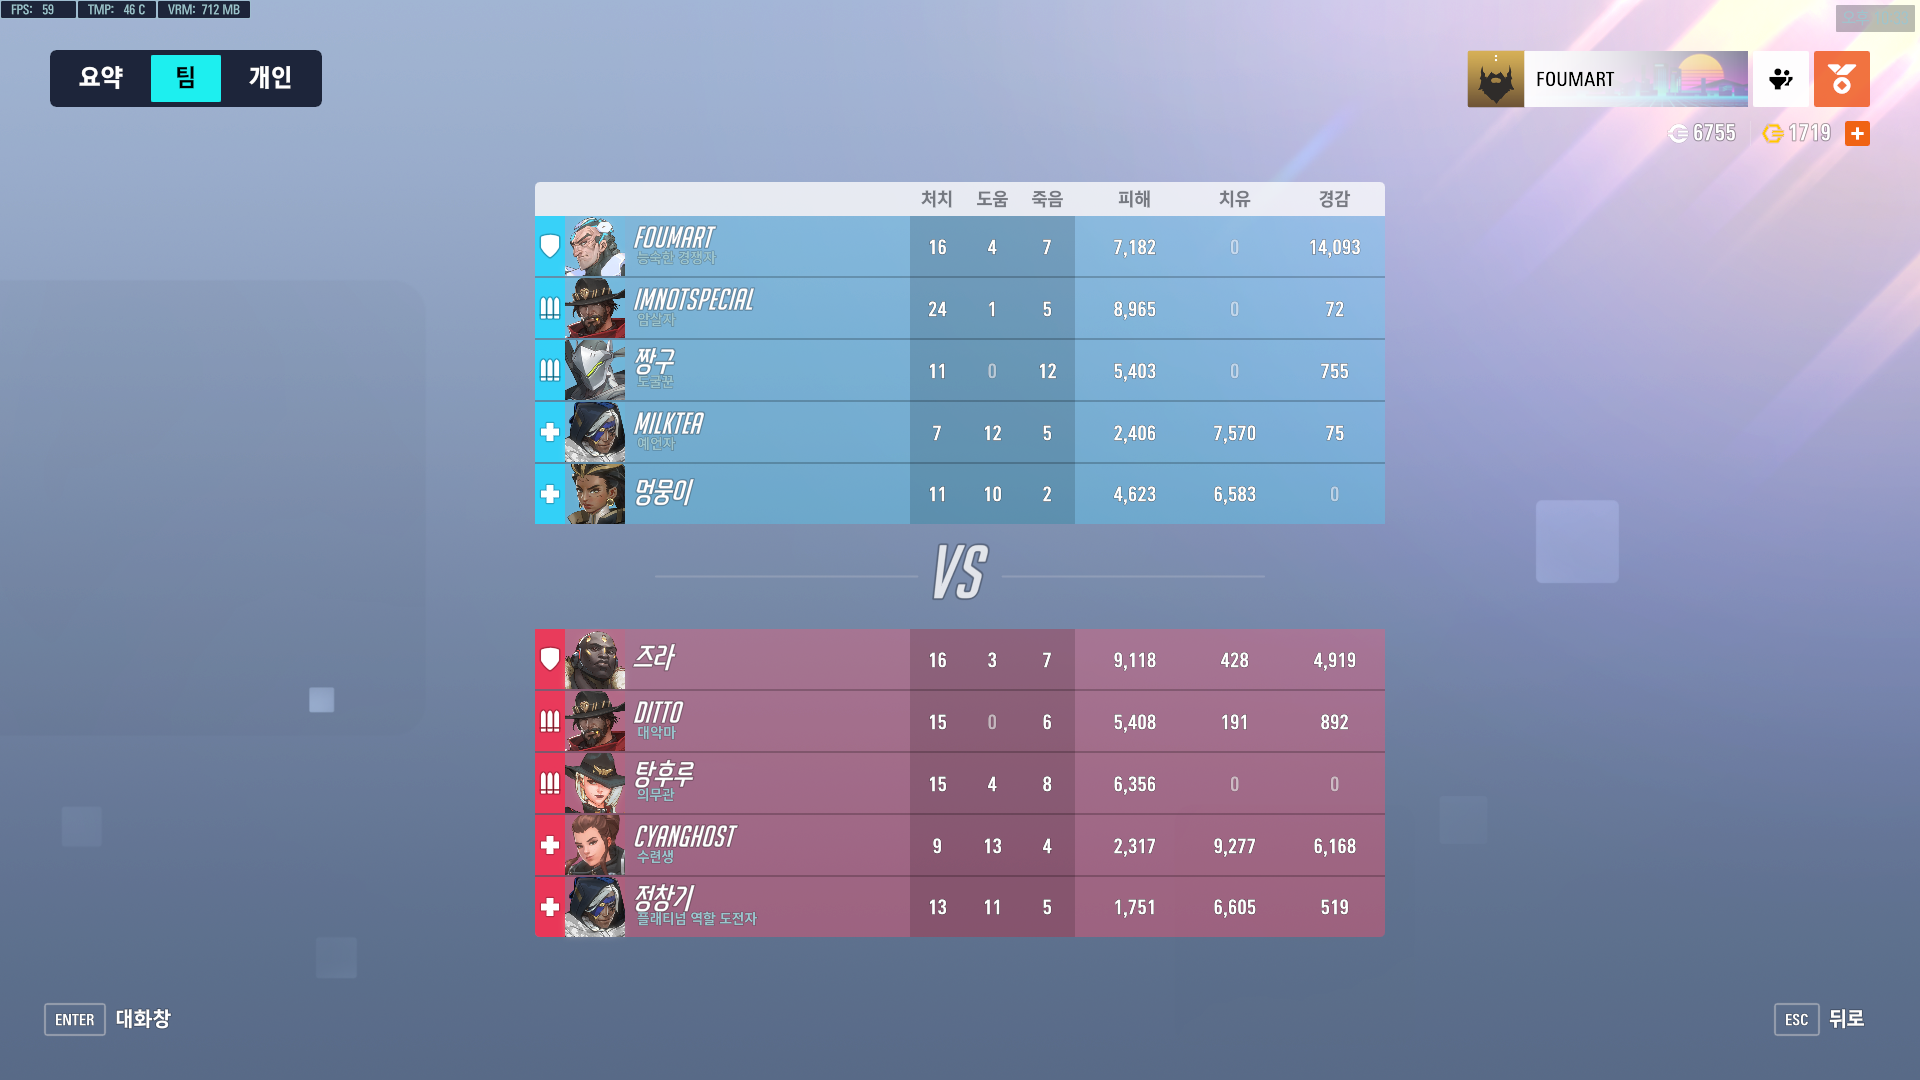 FPS: 59 TMP: 46 C VRM: 712 MB
요약 팀 개인
FOUMART
6755 1719
처치 도움 죽음 피해 치유 경감
FOUMART 16 4 7 7,182 0 14,093
능숙한 경쟁자
IMNOTSPECIAL 24 1 5 8,965 0 72
암살자
짱구 11 0 12 5,403 0 755
도굴꾼
MILKTEA 7 12 5 2,406 7,570 75
예언자
멍뭉이 11 10 2 4,623 6,583 0
VS
즈라 16 3 7 9,118 428 4,919
DITTO 15 0 6 5,408 191 892
대악마
탕후루 15 4 8 6,356 0 0
의무관
CYANGHOST 9 13 4 2,317 9,277 6,168
수련생
정창기 13 11 5 1,751 6,605 519
플래티넘 역할 도전자
ENTER 대화창
ESC 뒤로